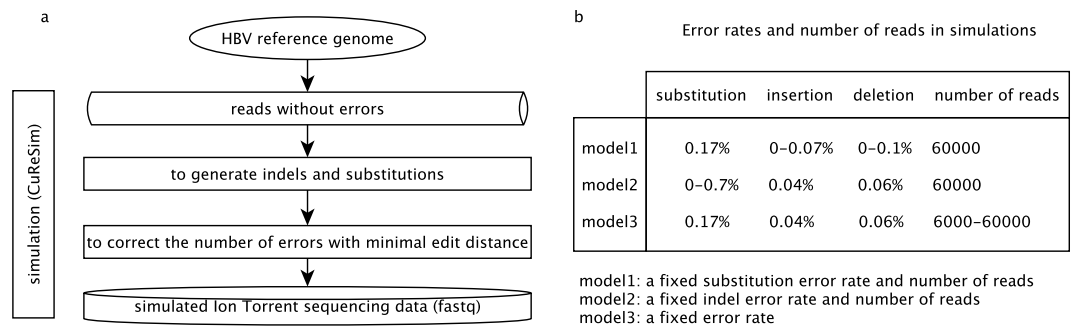 a
HBV reference genome
reads without errors
to generate indels and substitutions
to correct the number of errors with minimal edit distance
simulated Ion Torrent sequencing data (fastq)
simulation (CuReSim)
b
Error rates and number of reads in simulations
substitution insertion deletion number of reads
model1 0.17% 0−0.07% 0−0.1% 60000
model2 0−0.7% 0.04% 0.06% 60000
model3 0.17% 0.04% 0.06% 6000−60000
model1: a fixed substitution error rate and number of reads
model2: a fixed indel error rate and number of reads
model3: a fixed error rate